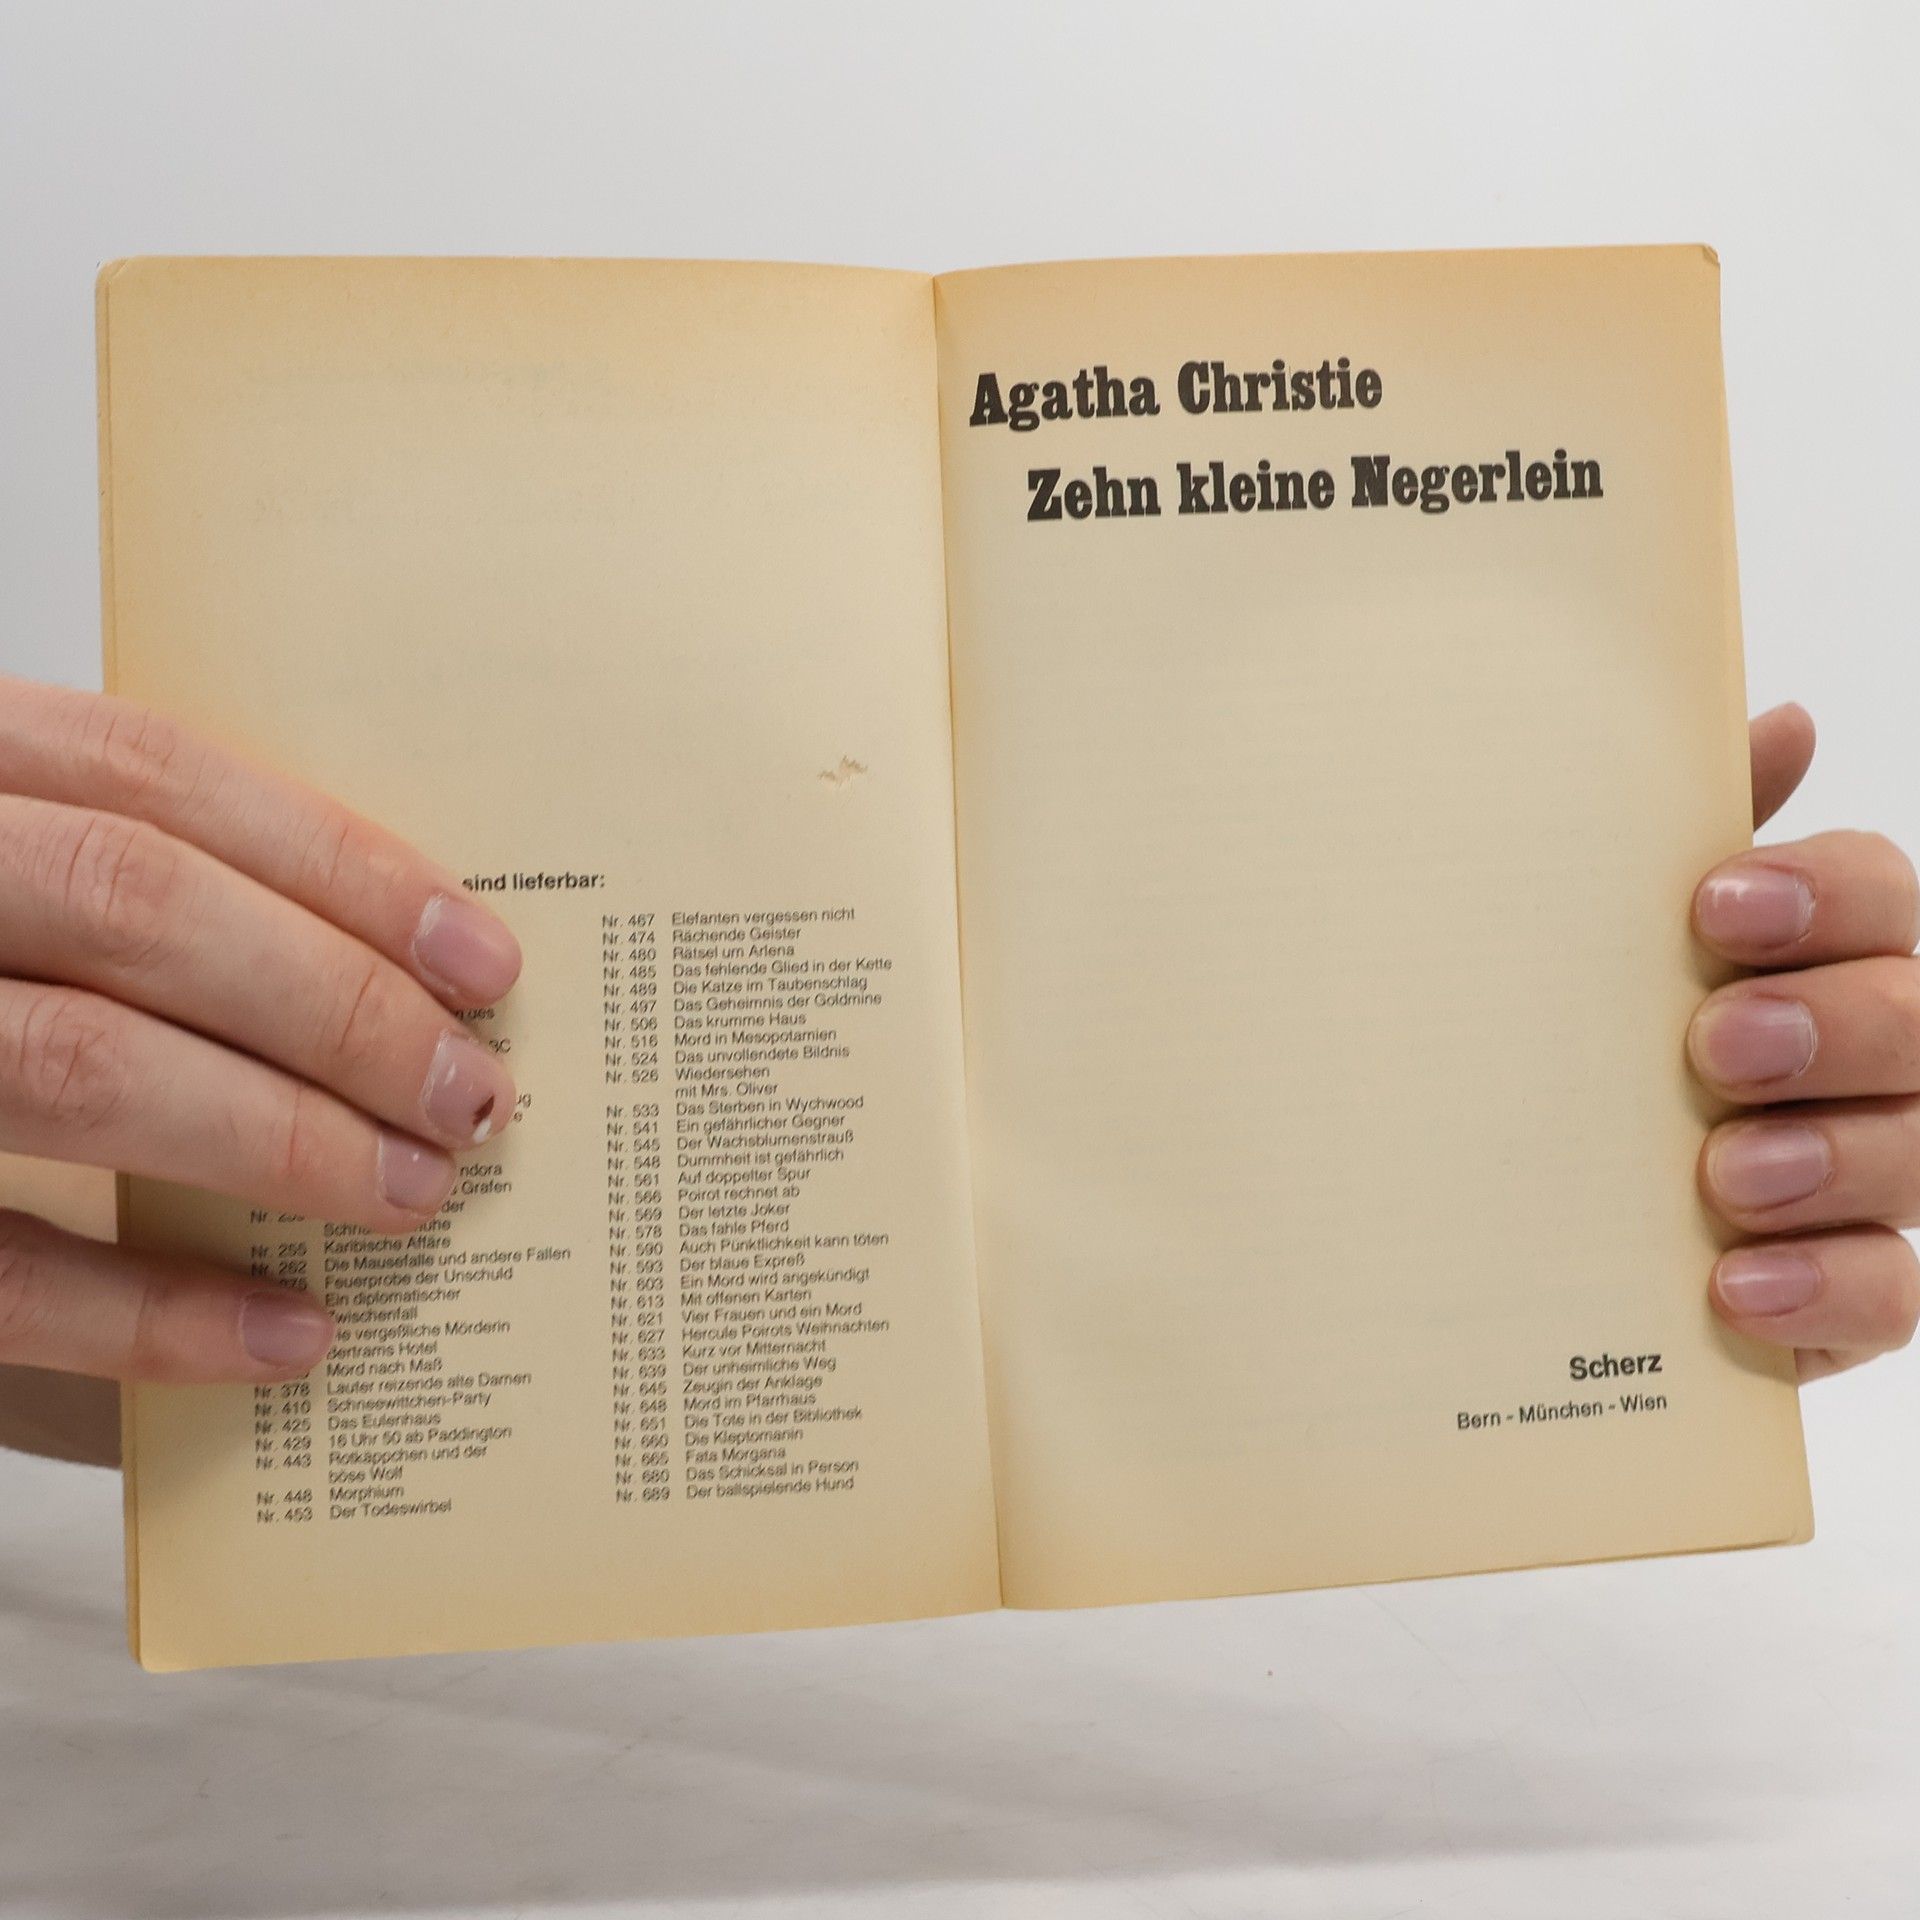 sind lieferbar:
des
BC
ndora
Grafen
der
Nr. 255 Karibische Affäre
Nr. 262 Die Mausefalle und andere Fallen
Feuerprobe der Unschuld
Ein diplomatischer
Zwischenfall
vergeßliche Mörderin
Bertrams Hotel
Mord nach Maß
Nr. 378 Lauter reizende alte Damen
Nr. 410 Schneewittchen-Party
Nr. 425 Das Eulenhaus
Nr. 429 16 Uhr 50 ab Paddington
Nr. 443 Rotkäppchen und der
böse Wolf
Nr. 448 Morphium
Nr. 453 Der Todeswirbel
Nr. 467 Elefanten vergessen nicht
Nr. 474 Rächende Geister
Nr. 480 Rätsel um Arlena
Nr. 485 Das fehlende Glied in der Kette
Nr. 489 Die Katze im Taubenschlag
Nr. 497 Das Geheimnis der Goldmine
Nr. 506 Das krumme Haus
Nr. 516 Mord in Mesopotamien
Nr. 524 Das unvollendete Bildnis
Nr. 526 Wiedersehen
mit Mrs. Oliver
Nr. 533 Das Sterben in Wychwood
Nr. 541 Ein gefährlicher Gegner
Nr. 545 Der Wachsblumenstrauß
Nr. 548 Dummheit ist gefährlich
Nr. 561 Auf doppelter Spur
Nr. 566 Poirot rechnet ab
Nr. 569 Der letzte Joker
Nr. 578 Das fahle Pferd
Nr. 590 Auch Pünktlichkeit kann töten
Nr. 593 Der blaue Expreß
Nr. 603 Ein Mord wird angekündigt
Nr. 613 Mit offenen Karten
Nr. 621 Vier Frauen und ein Mord
Nr. 627 Hercule Poirots Weihnachten
Nr. 633 Kurz vor Mitternacht
Nr. 639 Der unheimliche Weg
Nr. 645 Zeugin der Anklage
Nr. 648 Mord im Pfarrhaus
Nr. 651 Die Tote in der Bibliothek
Nr. 660 Die Kleptomanin
Nr. 665 Fata Morgana
Nr. 680 Das Schicksal in Person
Nr. 689 Der ballspielende Hund
Agatha Christie
Zehn kleine Negerlein
Scherz
Bern - München - Wien